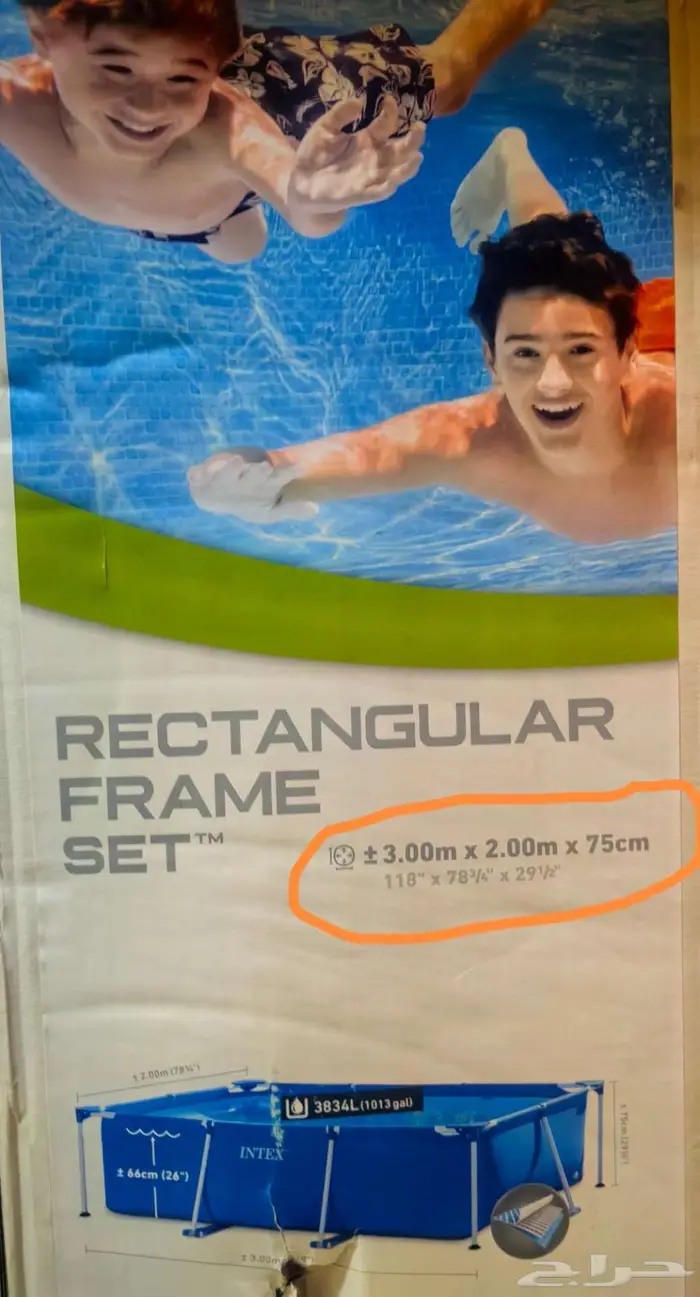 RECTANGULAR
FRAME
SET™
± 3.00m x 2.00m x 75cm
118" x 78¾" x 29½"
± 2.00m (78¾")
3834L (1013 gal)
INTEX
± 66cm (26")
± 75cm (29½")
± 3.00m
حراج